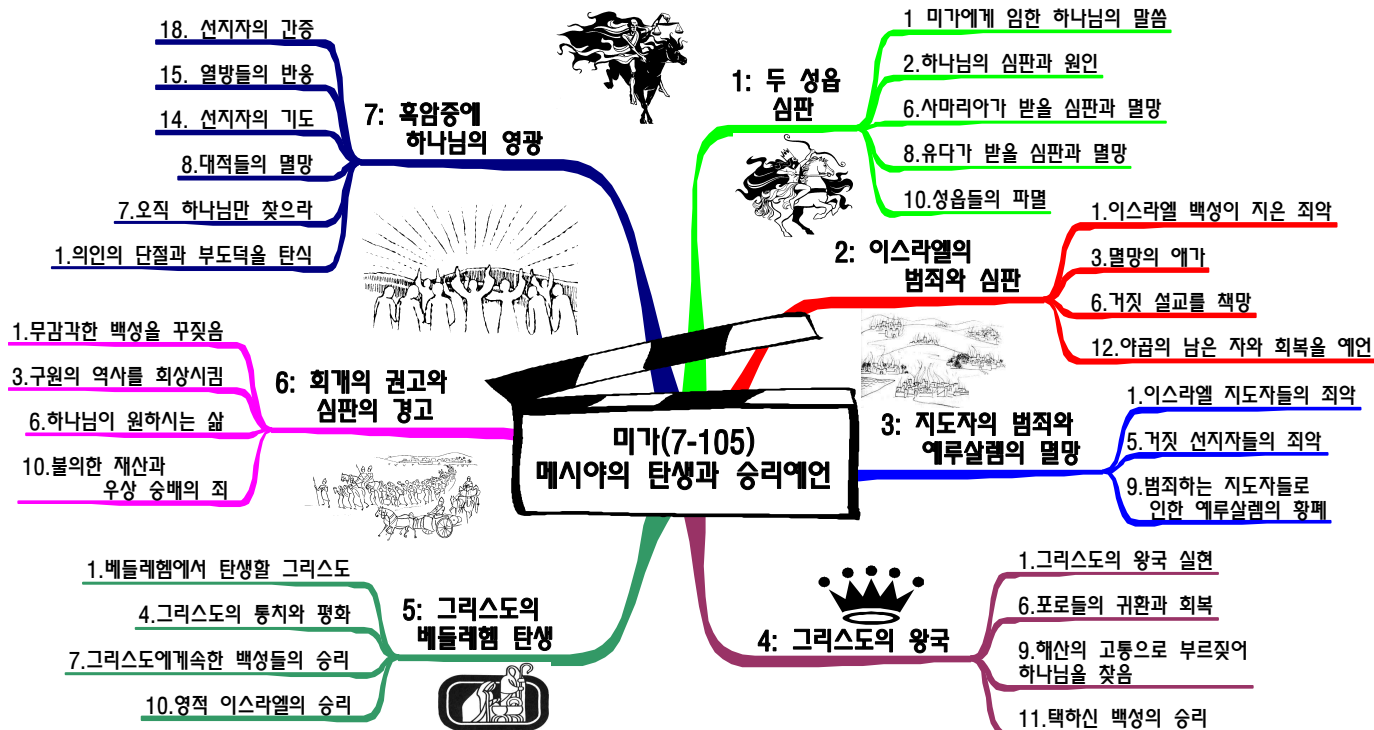 미가(7-105)
메시야의 탄생과 승리예언
1: 두 성읍
심판
1 미가에게 임한 하나님의 말씀
2.하나님의 심판과 원인
6.사마리아가 받을 심판과 멸망
8.유다가 받을 심판과 멸망
10.성읍들의 파멸
2: 이스라엘의
범죄와 심판
1.이스라엘 백성이 지은 죄악
3.멸망의 애가
6.거짓 설교를 책망
12.야곱의 남은 자와 회복을 예언
3: 지도자의 범죄와
예루살렘의 멸망
1.이스라엘 지도자들의 죄악
5.거짓 선지자들의 죄악
9.범죄하는 지도자들로
인한 예루살렘의 황폐
4: 그리스도의 왕국
1.그리스도의 왕국 실현
6.포로들의 귀환과 회복
9.해산의 고통으로 부르짖어
하나님을 찾음
11.택하신 백성의 승리
5: 그리스도의
베들레헴 탄생
1.베들레헴에서 탄생할 그리스도
4.그리스도의 통치와 평화
7.그리스도에게속한 백성들의 승리
10.영적 이스라엘의 승리
6: 회개의 권고와
심판의 경고
1.무감각한 백성을 꾸짖음
3.구원의 역사를 회상시킴
6.하나님이 원하시는 삶
10.불의한 재산과
우상 숭배의 죄
7: 흑암중에
하나님의 영광
18. 선지자의 간증
15. 열방들의 반응
14. 선지자의 기도
8.대적들의 멸망
7.오직 하나님만 찾으라
1.의인의 단절과 부도덕을 탄식